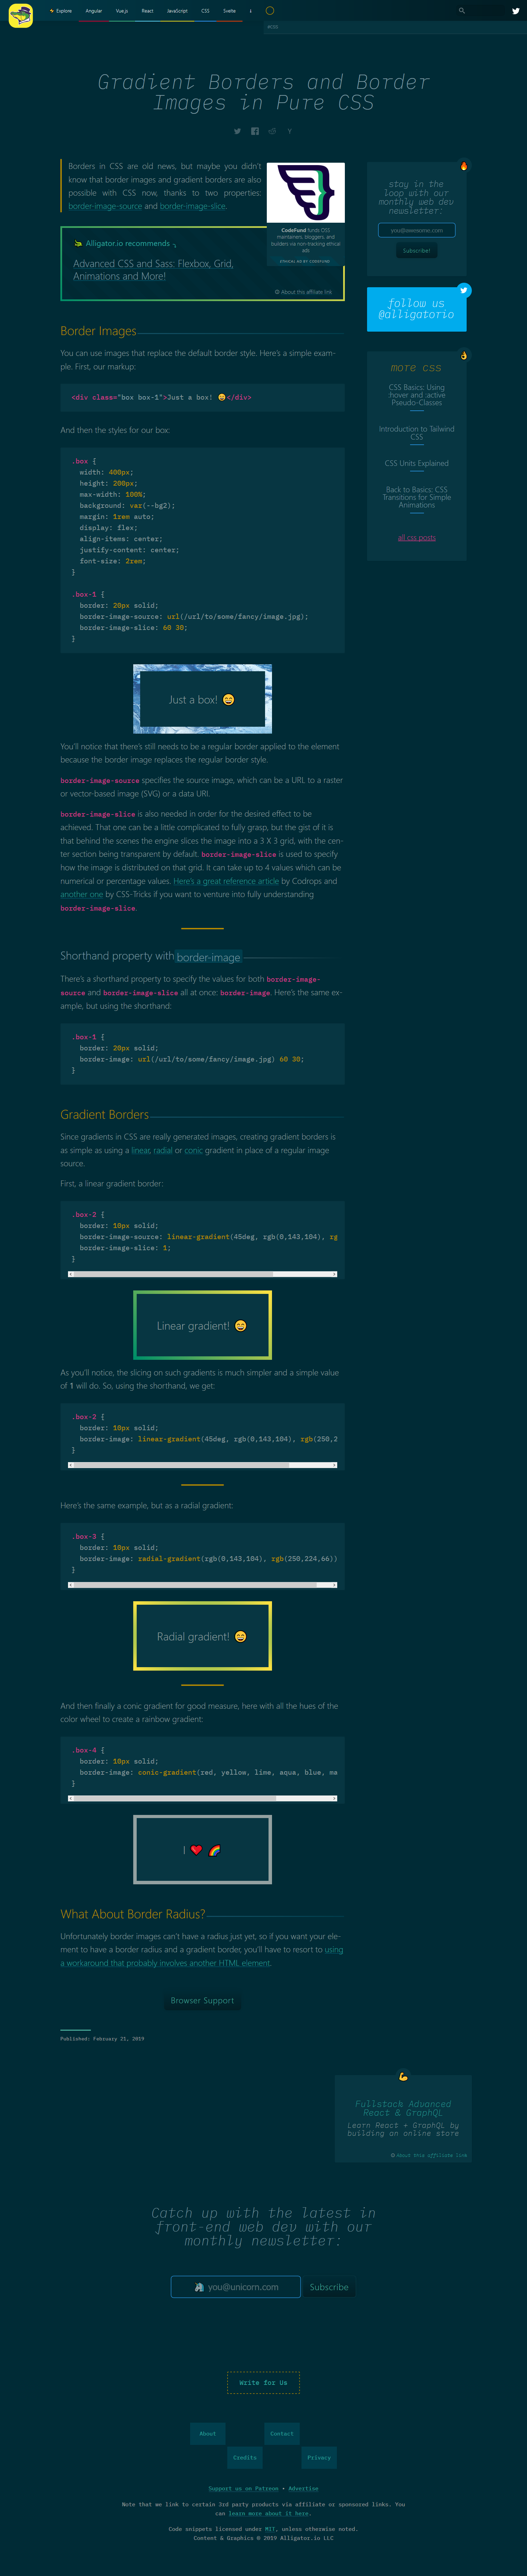 Explore
Angular
Vue.js
React
JavaScript
CSS
Svelte
Gradient Borders and Border
Images in Pure CSS
Borders in CSS are old news, but maybe you didn't
know that border images and gradient borders are also
possible with CSS now, thanks to two properties:
border-image-source and border-image-slice.
CodeFund funds CSS
maintainers, bloggers, and
builders via non-tracking ethical
ads
ETHICAL AD BY CODEFUND
Alligator.io recommends
Advanced CSS and Sass: Flexbox, Grid,
Animations and More!
About this affiliate link
Border Images
You can use images that replace the default border style. Here's a simple exam-
ple. First, our markup:
<div class="box box-1">Just a box! 😄</div>
And then the styles for our box:
.box {
width: 400px;
height: 200px;
max-width: 100%;
background: var(--bg2);
margin: 1rem auto;
display: flex;
align-items: center;
justify-content: center;
font-size: 2rem;
}
.box-1 {
border: 20px solid;
border-image-source: url(/url/to/some/fancy/image.jpg);
border-image-slice: 60 30;
}
Just a box! 😄
You'll notice that there's still needs to be a regular border applied to the element
because the border image replaces the regular border style.
border-image-source specifies the source image, which can be a URL to a raster
or vector-based image (SVG) or a data URI.
border-image-slice is also needed in order for the desired effect to be
achieved. That one can be a little complicated to fully grasp, but the gist of it is
that behind the scenes the engine slices the image into a 3 X 3 grid, with the cen-
ter section being transparent by default. border-image-slice is used to specify
how the image is distributed on that grid. It can take up to 4 values which can be
numerical or percentage values. Here's a great reference article by Codrops and
another one by CSS-Tricks if you want to venture into fully understanding
border-image-slice.
Shorthand property with border-image
There's a shorthand property to specify the values for both border-image-
source and border-image-slice all at once: border-image. Here's the same ex-
ample, but using the shorthand:
.box-1 {
border: 20px solid;
border-image: url(/url/to/some/fancy/image.jpg) 60 30;
}
Gradient Borders
Since gradients in CSS are really generated images, creating gradient borders is
as simple as using a linear, radial or conic gradient in place of a regular image
source.
First, a linear gradient border:
.box-2 {
border: 10px solid;
border-image-source: linear-gradient(45deg, rgb(0,143,104), rg
border-image-slice: 1;
}
Linear gradient! 😄
As you'll notice, the slicing on such gradients is much simpler and a simple value
of 1 will do. So, using the shorthand, we get:
.box-2 {
border: 10px solid;
border-image: linear-gradient(45deg, rgb(0,143,104), rgb(250,2
}
Here's the same example, but as a radial gradient:
.box-3 {
border: 10px solid;
border-image: radial-gradient(rgb(0,143,104), rgb(250,224,66))
}
Radial gradient! 😄
And then finally a conic gradient for good measure, here with all the hues of the
color wheel to create a rainbow gradient:
.box-4 {
border: 10px solid;
border-image: conic-gradient(red, yellow, lime, aqua, blue, ma
}
I ❤️ 🌈
What About Border Radius?
Unfortunately border images can't have a radius just yet, so if you want your ele-
ment to have a border radius and a gradient border, you'll have to resort to using
a workaround that probably involves another HTML element.
Browser Support
Published: February 21, 2019
stay in the
loop with our
monthly web dev
newsletter:
you@awesome.com
Subscribe!
follow us
@alligatorio
more css
CSS Basics: Using
:hover and :active
Pseudo-Classes
Introduction to Tailwind
CSS
CSS Units Explained
Back to Basics: CSS
Transitions for Simple
Animations
all css posts
Fullstack Advanced
React & GraphQL
Learn React + GraphQL by
building an online store
About this affiliate link
Catch up with the latest in
front-end web dev with our
monthly newsletter:
you@unicorn.com
Subscribe
Write for Us
About
Contact
Credits
Privacy
Support us on Patreon • Advertise
Note that we link to certain 3rd party products via affiliate or sponsored links. You
can learn more about it here.
Code snippets licensed under MIT, unless otherwise noted.
Content & Graphics © 2019 Alligator.io LLC